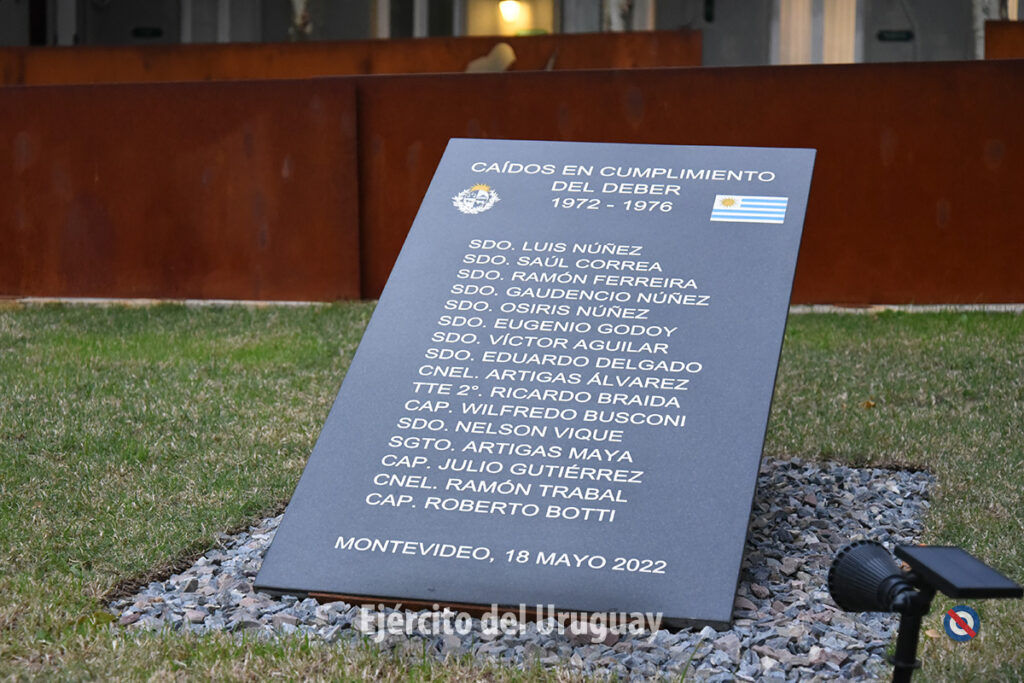 CAÍDOS EN CUMPLIMIENTO
DEL DEBER
1972 - 1976
SDO. LUIS NÚÑEZ
SDO. SAÚL CORREA
SDO. RAMÓN FERREIRA
SDO. GAUDENCIO NÚÑEZ
SDO. OSIRIS NÚÑEZ
SDO. EUGENIO GODOY
SDO. VÍCTOR AGUILAR
SDO. EDUARDO DELGADO
CNEL. ARTIGAS ÁLVAREZ
TTE 2°. RICARDO BRAIDA
CAP. WILFREDO BUSCONI
SDO. NELSON VIQUE
SGTO. ARTIGAS MAYA
CAP. JULIO GUTIÉRREZ
CNEL. RAMÓN TRABAL
CAP. ROBERTO BOTTI
MONTEVIDEO, 18 MAYO 2022
Ejército del Uruguay